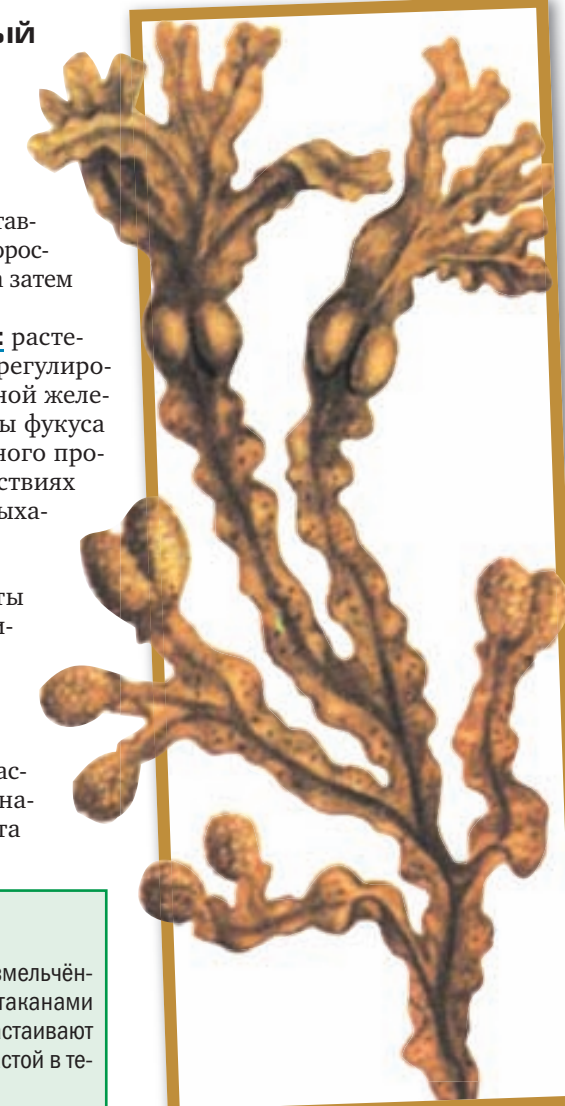 ый
тав-
орос-
а затем
: расте-
регулиро-
ной желе-
ы фукуса
ного про-
ствиях
ыха-
ты
и-
ас-
на-
та
змельчён-
таканами
астаивают
стой в те-